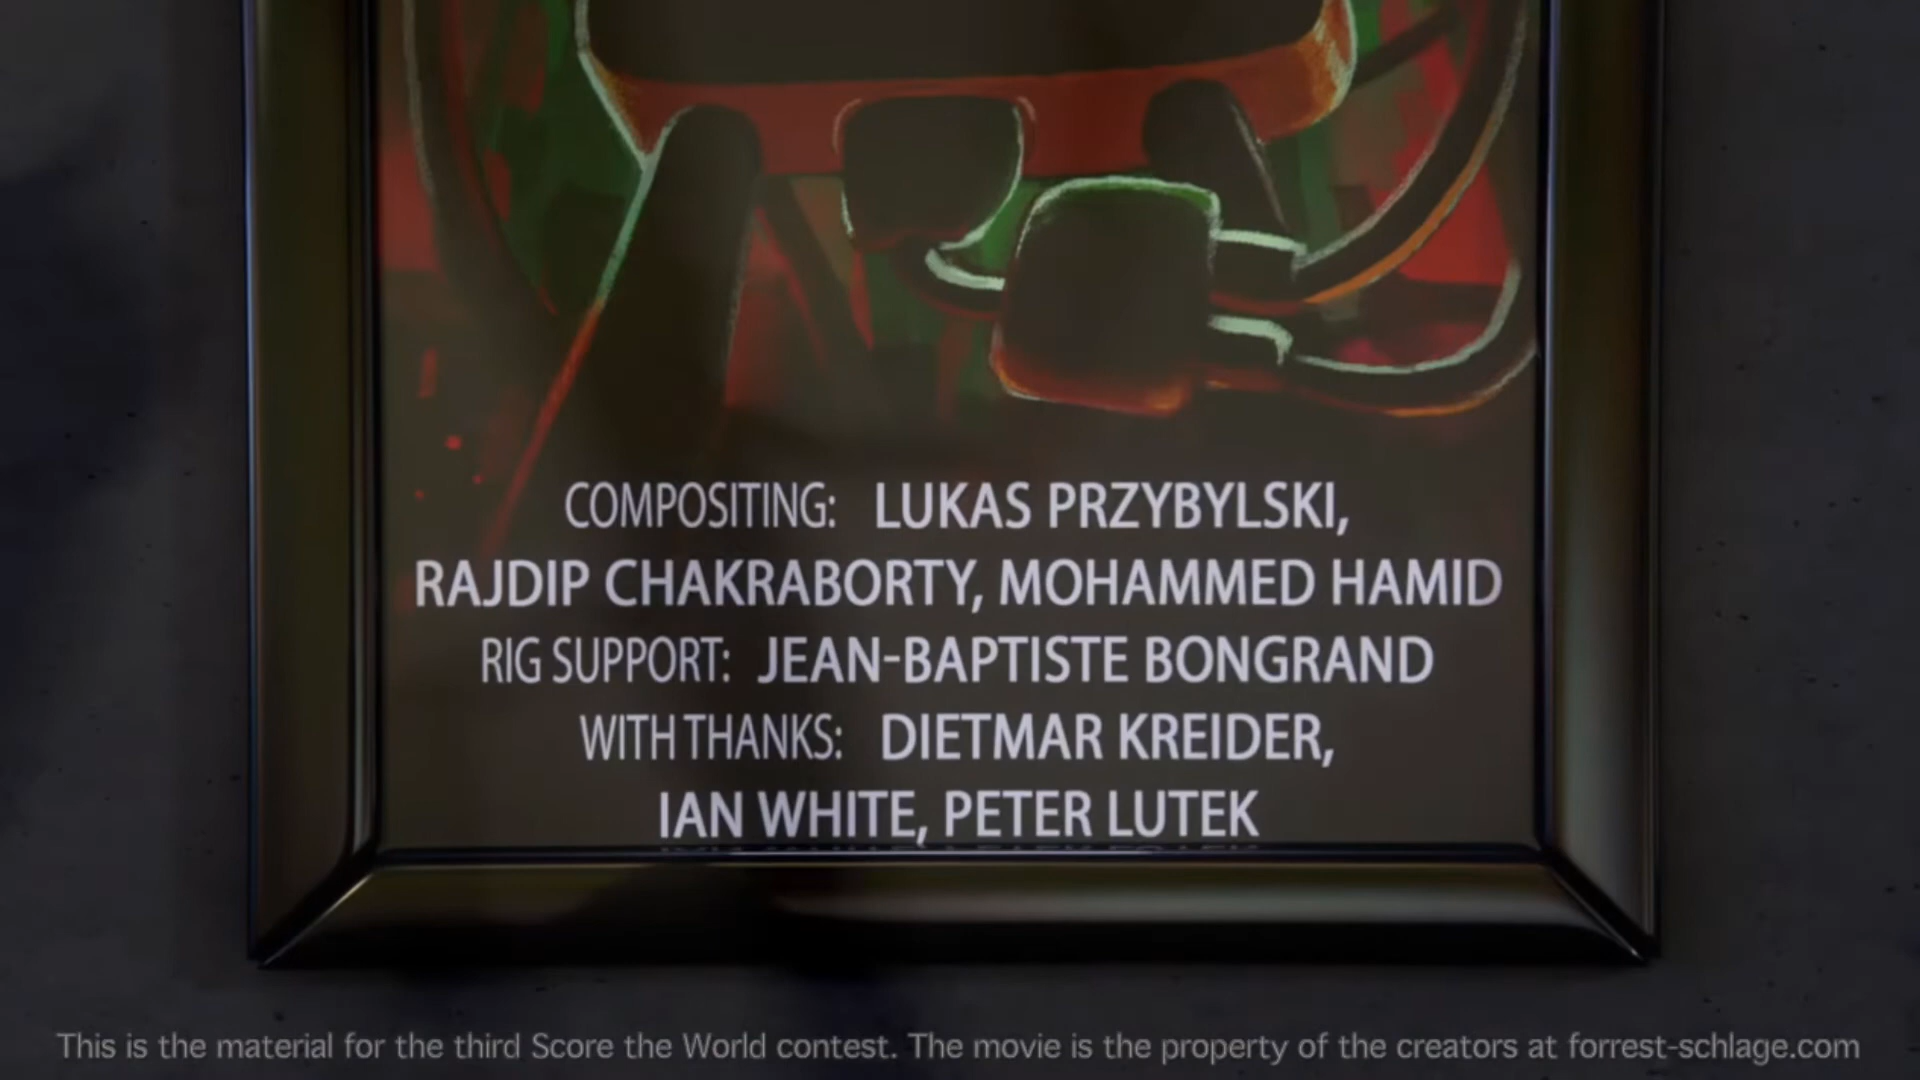 COMPOSITING: LUKAS PRZYBYLSKI,
RAJDIP CHAKRABORTY, MOHAMMED HAMID
RIG SUPPORT: JEAN-BAPTISTE BONGRAND
WITH THANKS: DIETMAR KREIDER,
IAN WHITE, PETER LUTEK
This is the material for the third Score the World contest. The movie is the property of the creators at forrest-schlage.com